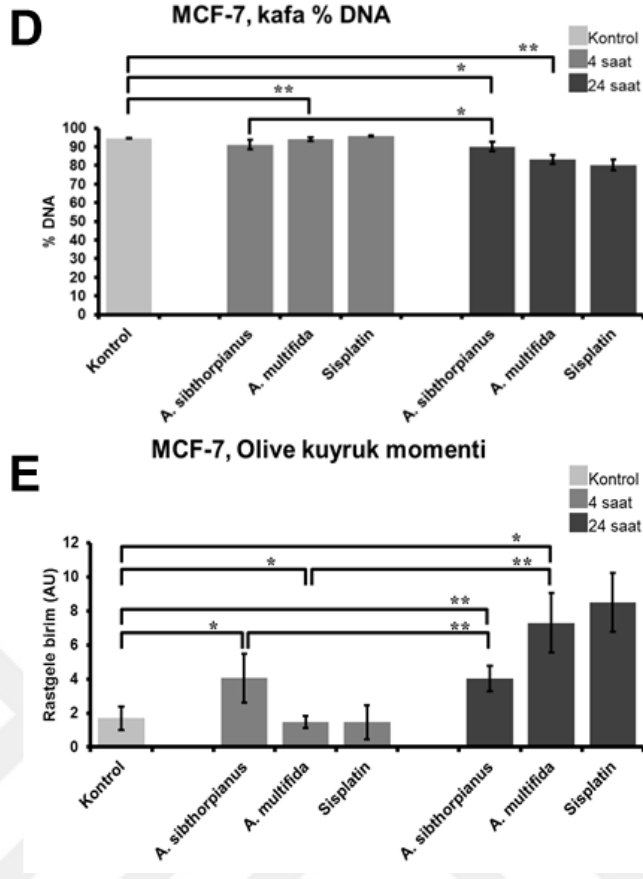 D
MCF-7, kafa % DNA
Kontrol
4 saat
24 saat
**
*
**
*
100
90
80
70
60
50
40
30
20
10
0
% DNA
Kontrol
A. sibthorpianus
A. multifida
Sisplatin
A. sibthorpianus
A. multifida
Sisplatin
E
MCF-7, Olive kuyruk momenti
Kontrol
4 saat
24 saat
*
* **
**
* **
12
10
8
6
4
2
0
Rastgele birim (AU)
Kontrol
A. sibthorpianus
A. multifida
Sisplatin
A. sibthorpianus
A. multifida
Sisplatin